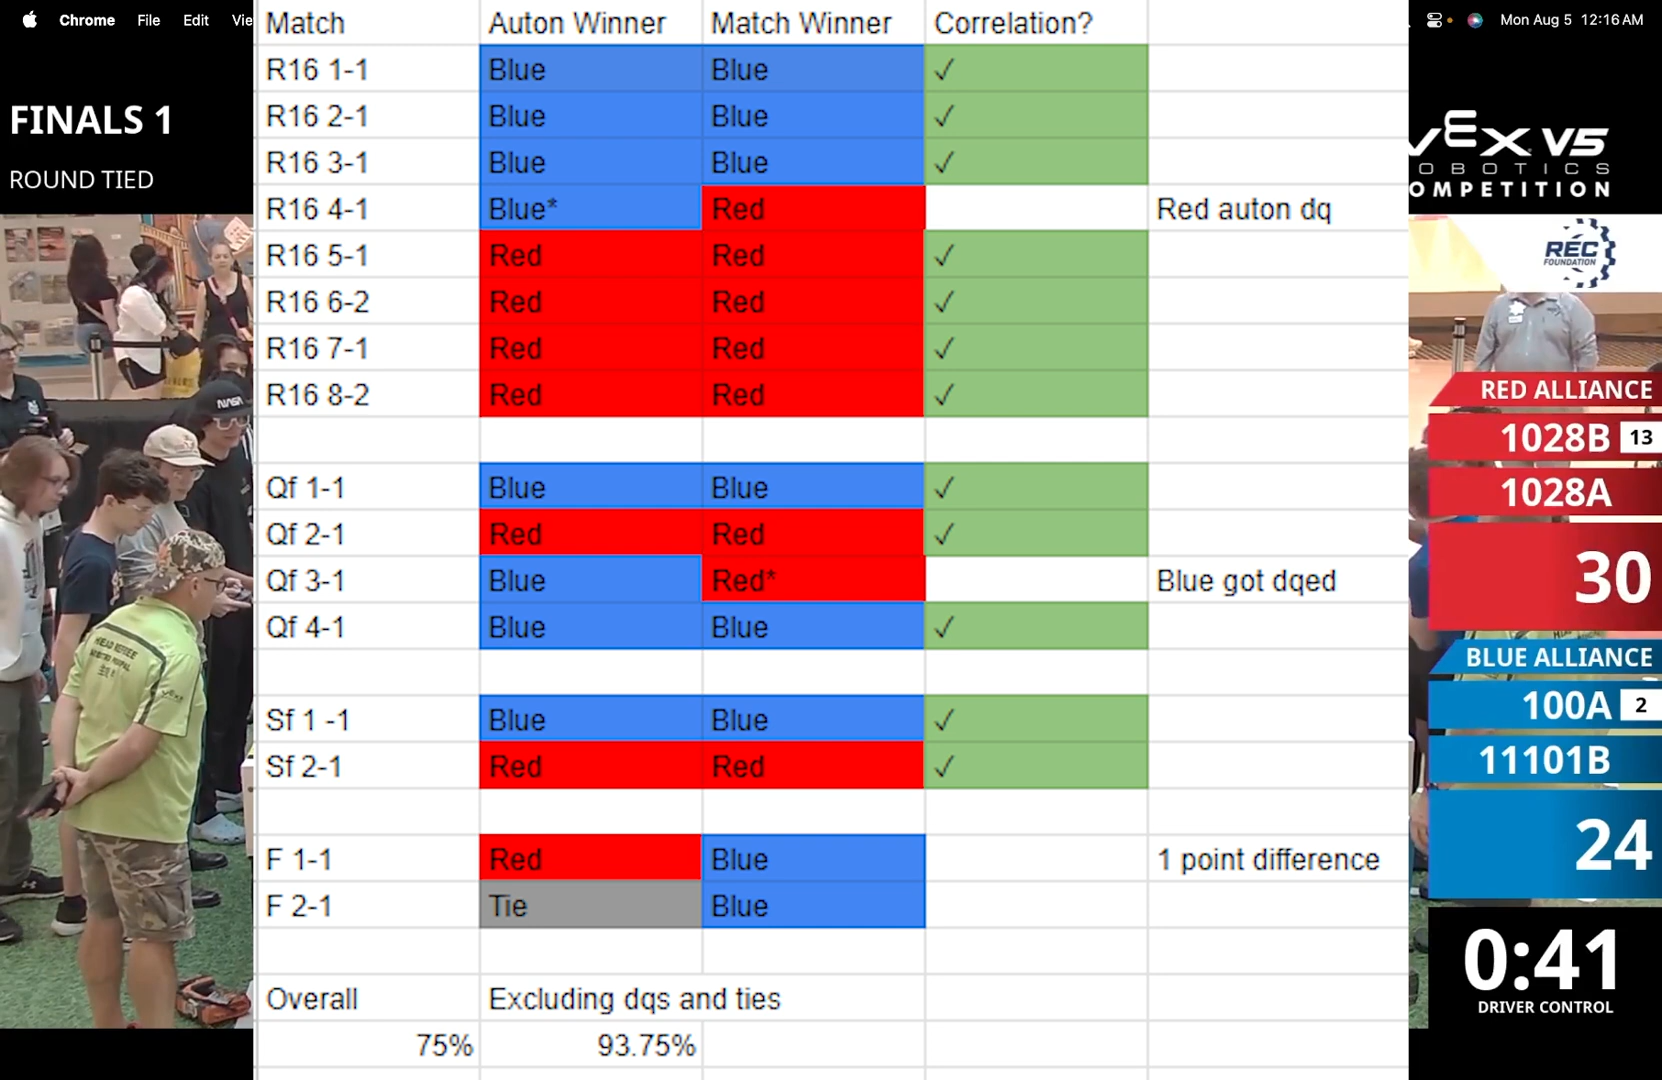 Chrome File Edit Vie
Mon Aug 5 12:16 AM
FINALS 1
ROUND TIED
Match Auton Winner Match Winner Correlation?
R16 1-1 Blue Blue ✓
R16 2-1 Blue Blue ✓
R16 3-1 Blue Blue ✓
R16 4-1 Blue* Red Red auton dq
R16 5-1 Red Red ✓
R16 6-2 Red Red ✓
R16 7-1 Red Red ✓
R16 8-2 Red Red ✓
Qf 1-1 Blue Blue ✓
Qf 2-1 Red Red ✓
Qf 3-1 Blue Red* Blue got dqed
Qf 4-1 Blue Blue ✓
Sf 1 -1 Blue Blue ✓
Sf 2-1 Red Red ✓
F 1-1 Red Blue 1 point difference
F 2-1 Tie Blue
Overall Excluding dqs and ties
75% 93.75%
NASA
HEAD REFEREE
VEX V5
OBOTICS
OMPETITION
REC
FOUNDATION
RED ALLIANCE
1028B 13
1028A
30
BLUE ALLIANCE
100A 2
11101B
24
0:41
DRIVER CONTROL